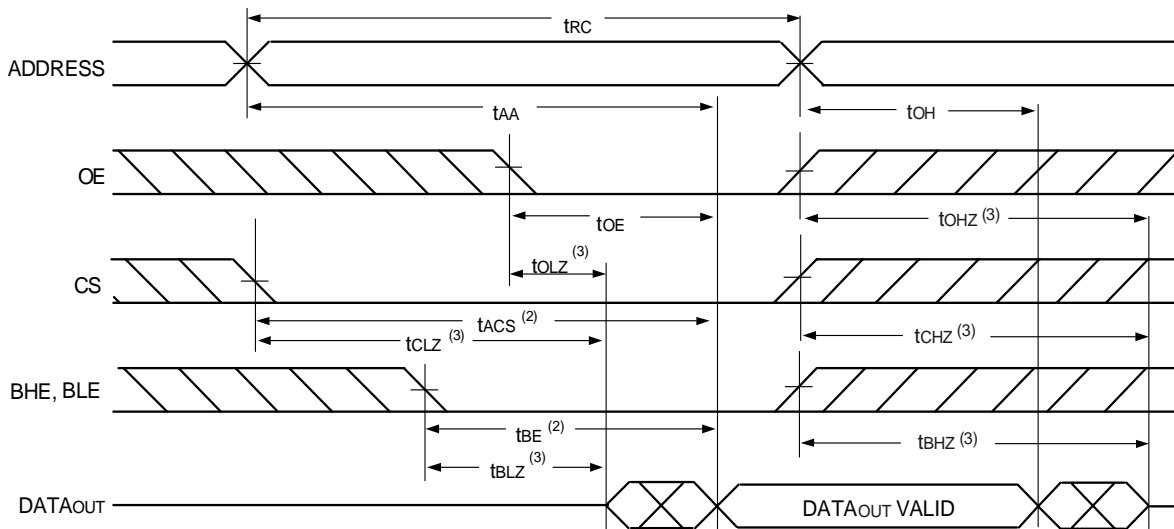 tRC
ADDRESS
tAA
tOH
OE
tOE
tOHZ (3)
tOLZ (3)
CS
tACS (2)
tCLZ (3)
tCHZ (3)
BHE, BLE
tBE (2)
tBHZ (3)
tBLZ (3)
DATAOUT
DATAOUT VALID